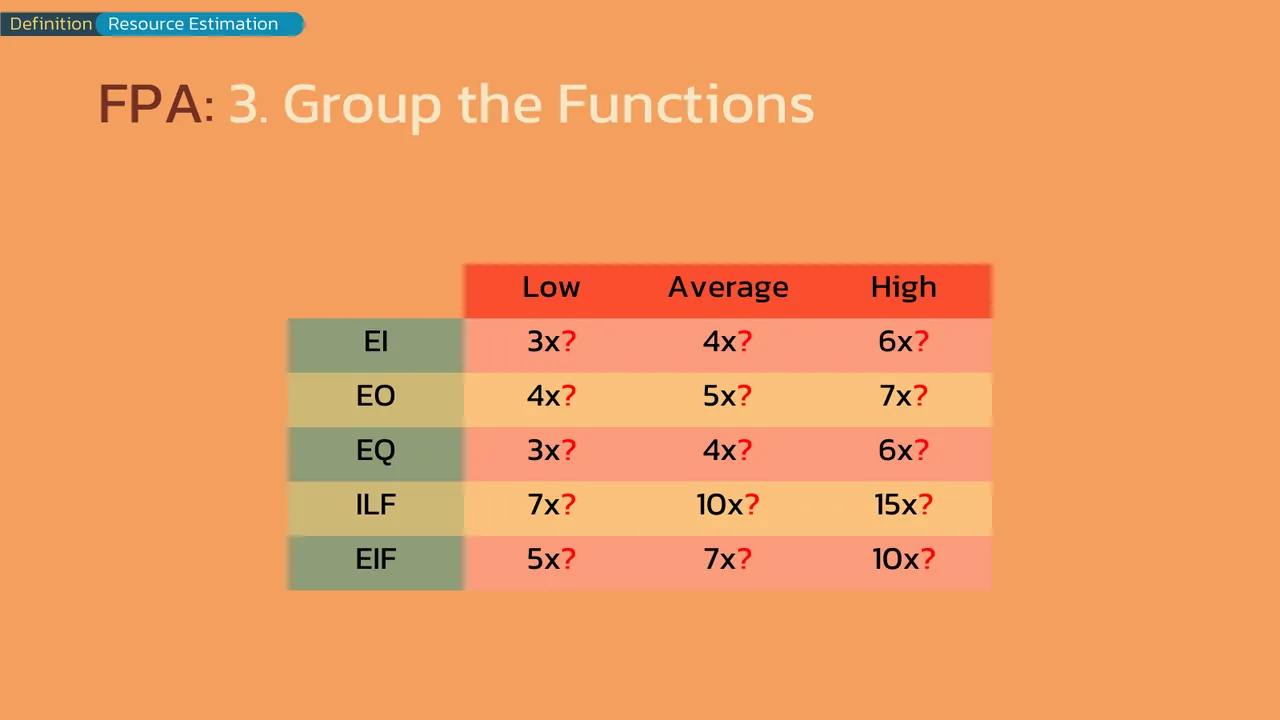 Definition Resource Estimation
FPA: 3. Group the Functions
Low Average High
EI 3x? 4x? 6x?
EO 4x? 5x? 7x?
EQ 3x? 4x? 6x?
ILF 7x? 10x? 15x?
EIF 5x? 7x? 10x?